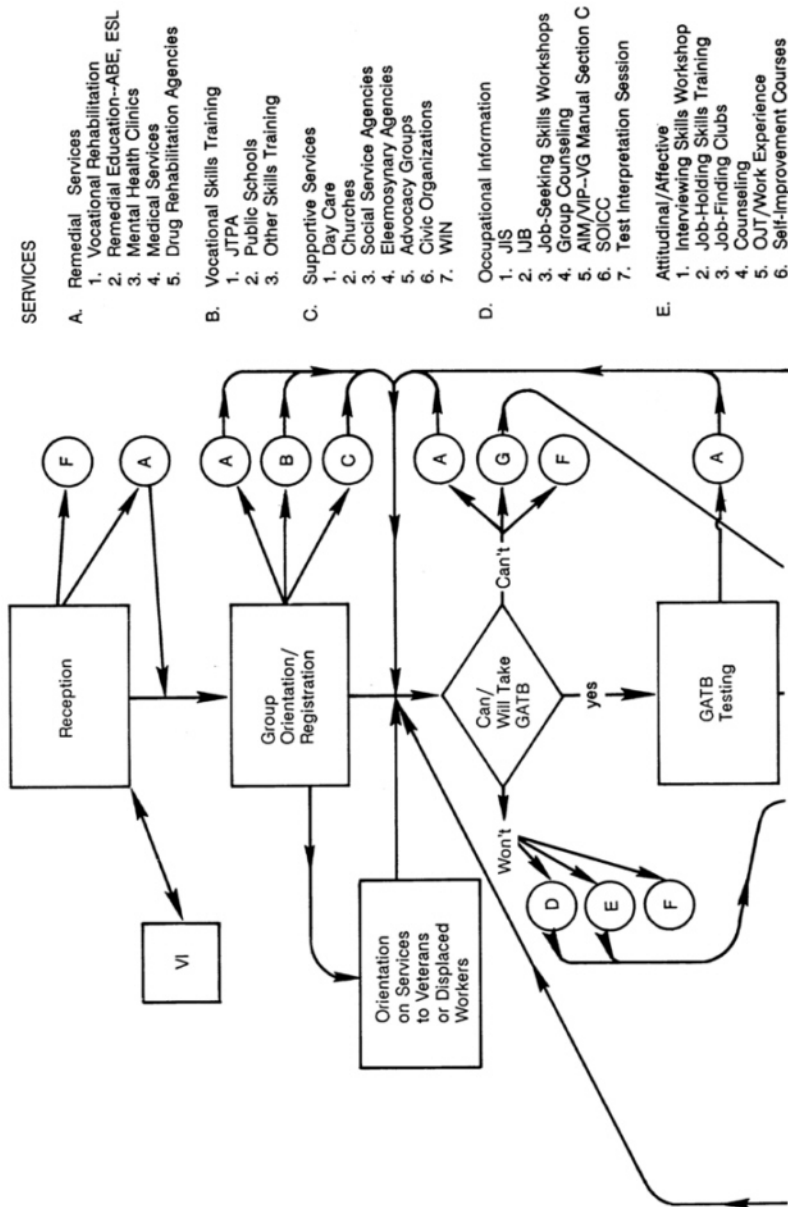 SERVICES
A. Remedial Services
1. Vocational Rehabilitation
2. Remedial Education--ABE, ESL
3. Mental Health Clinics
4. Medical Services
5. Drug Rehabilitation Agencies
B. Vocational Skills Training
1. JTPA
2. Public Schools
3. Other Skills Training
C. Supportive Services
1. Day Care
2. Churches
3. Social Service Agencies
4. Eleemosynary Agencies
5. Advocacy Groups
6. Civic Organizations
7. WIN
D. Occupational Information
1. JIS
2. IJB
3. Job-Seeking Skills Workshops
4. Group Counseling
5. AIM/VIP--VG Manual Section C
6. SOICC
7. Test Interpretation Session
E. Attitudinal/Affective
1. Interviewing Skills Workshop
2. Job-Holding Skills Training
3. Job-Finding Clubs
4. Counseling
5. OJT/Work Experience
6. Self-Improvement Courses
F
A
Reception
VI
A
B
C
Group
Orientation/
Registration
Orientation
on Services
to Veterans
or Displaced
Workers
A
G
F
Can't
Can/
Will Take
GATB
Won't
D
E
F
yes
A
GATB
Testing